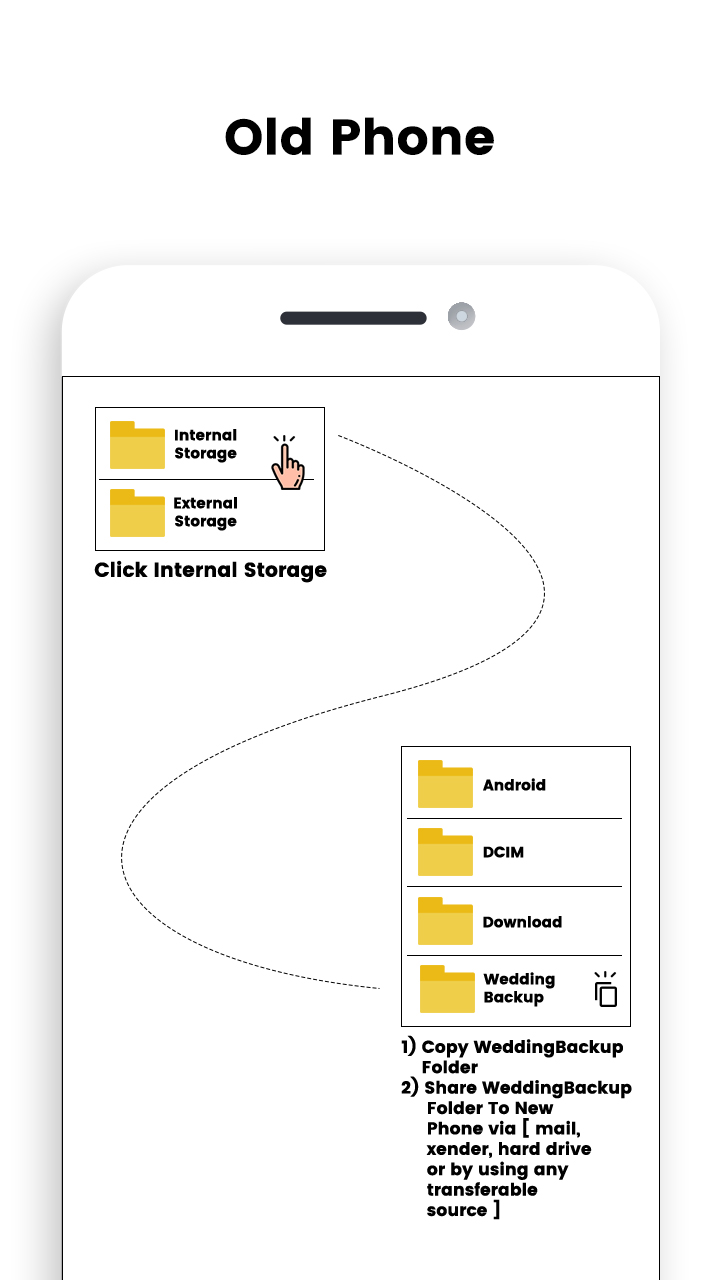 Old Phone
Internal
Storage
External
Storage
Click Internal Storage
Android
DCIM
Download
Wedding
Backup
1) Copy WeddingBackup
Folder
2) Share WeddingBackup
Folder To New
Phone via [ mail,
xender, hard drive
or by using any
transferable
source ]